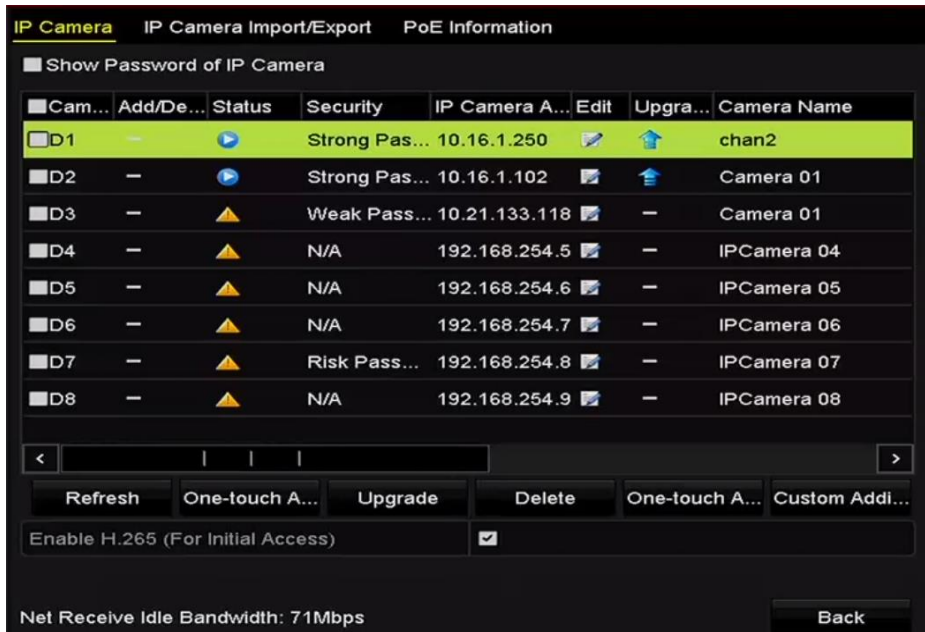 IP Camera IP Camera Import/Export PoE Information
Show Password of IP Camera
Cam... Add/De... Status Security IP Camera A... Edit Upgra... Camera Name
D1 Strong Pas... 10.16.1.250 chan2
D2 – Strong Pas... 10.16.1.102 Camera 01
D3 – Weak Pass... 10.21.133.118 – Camera 01
D4 – N/A 192.168.254.5 – IPCamera 04
D5 – N/A 192.168.254.6 – IPCamera 05
D6 – N/A 192.168.254.7 – IPCamera 06
D7 – Risk Pass... 192.168.254.8 – IPCamera 07
D8 – N/A 192.168.254.9 – IPCamera 08
Refresh One-touch A... Upgrade Delete One-touch A... Custom Addi...
Enable H.265 (For Initial Access)
Net Receive Idle Bandwidth: 71Mbps Back